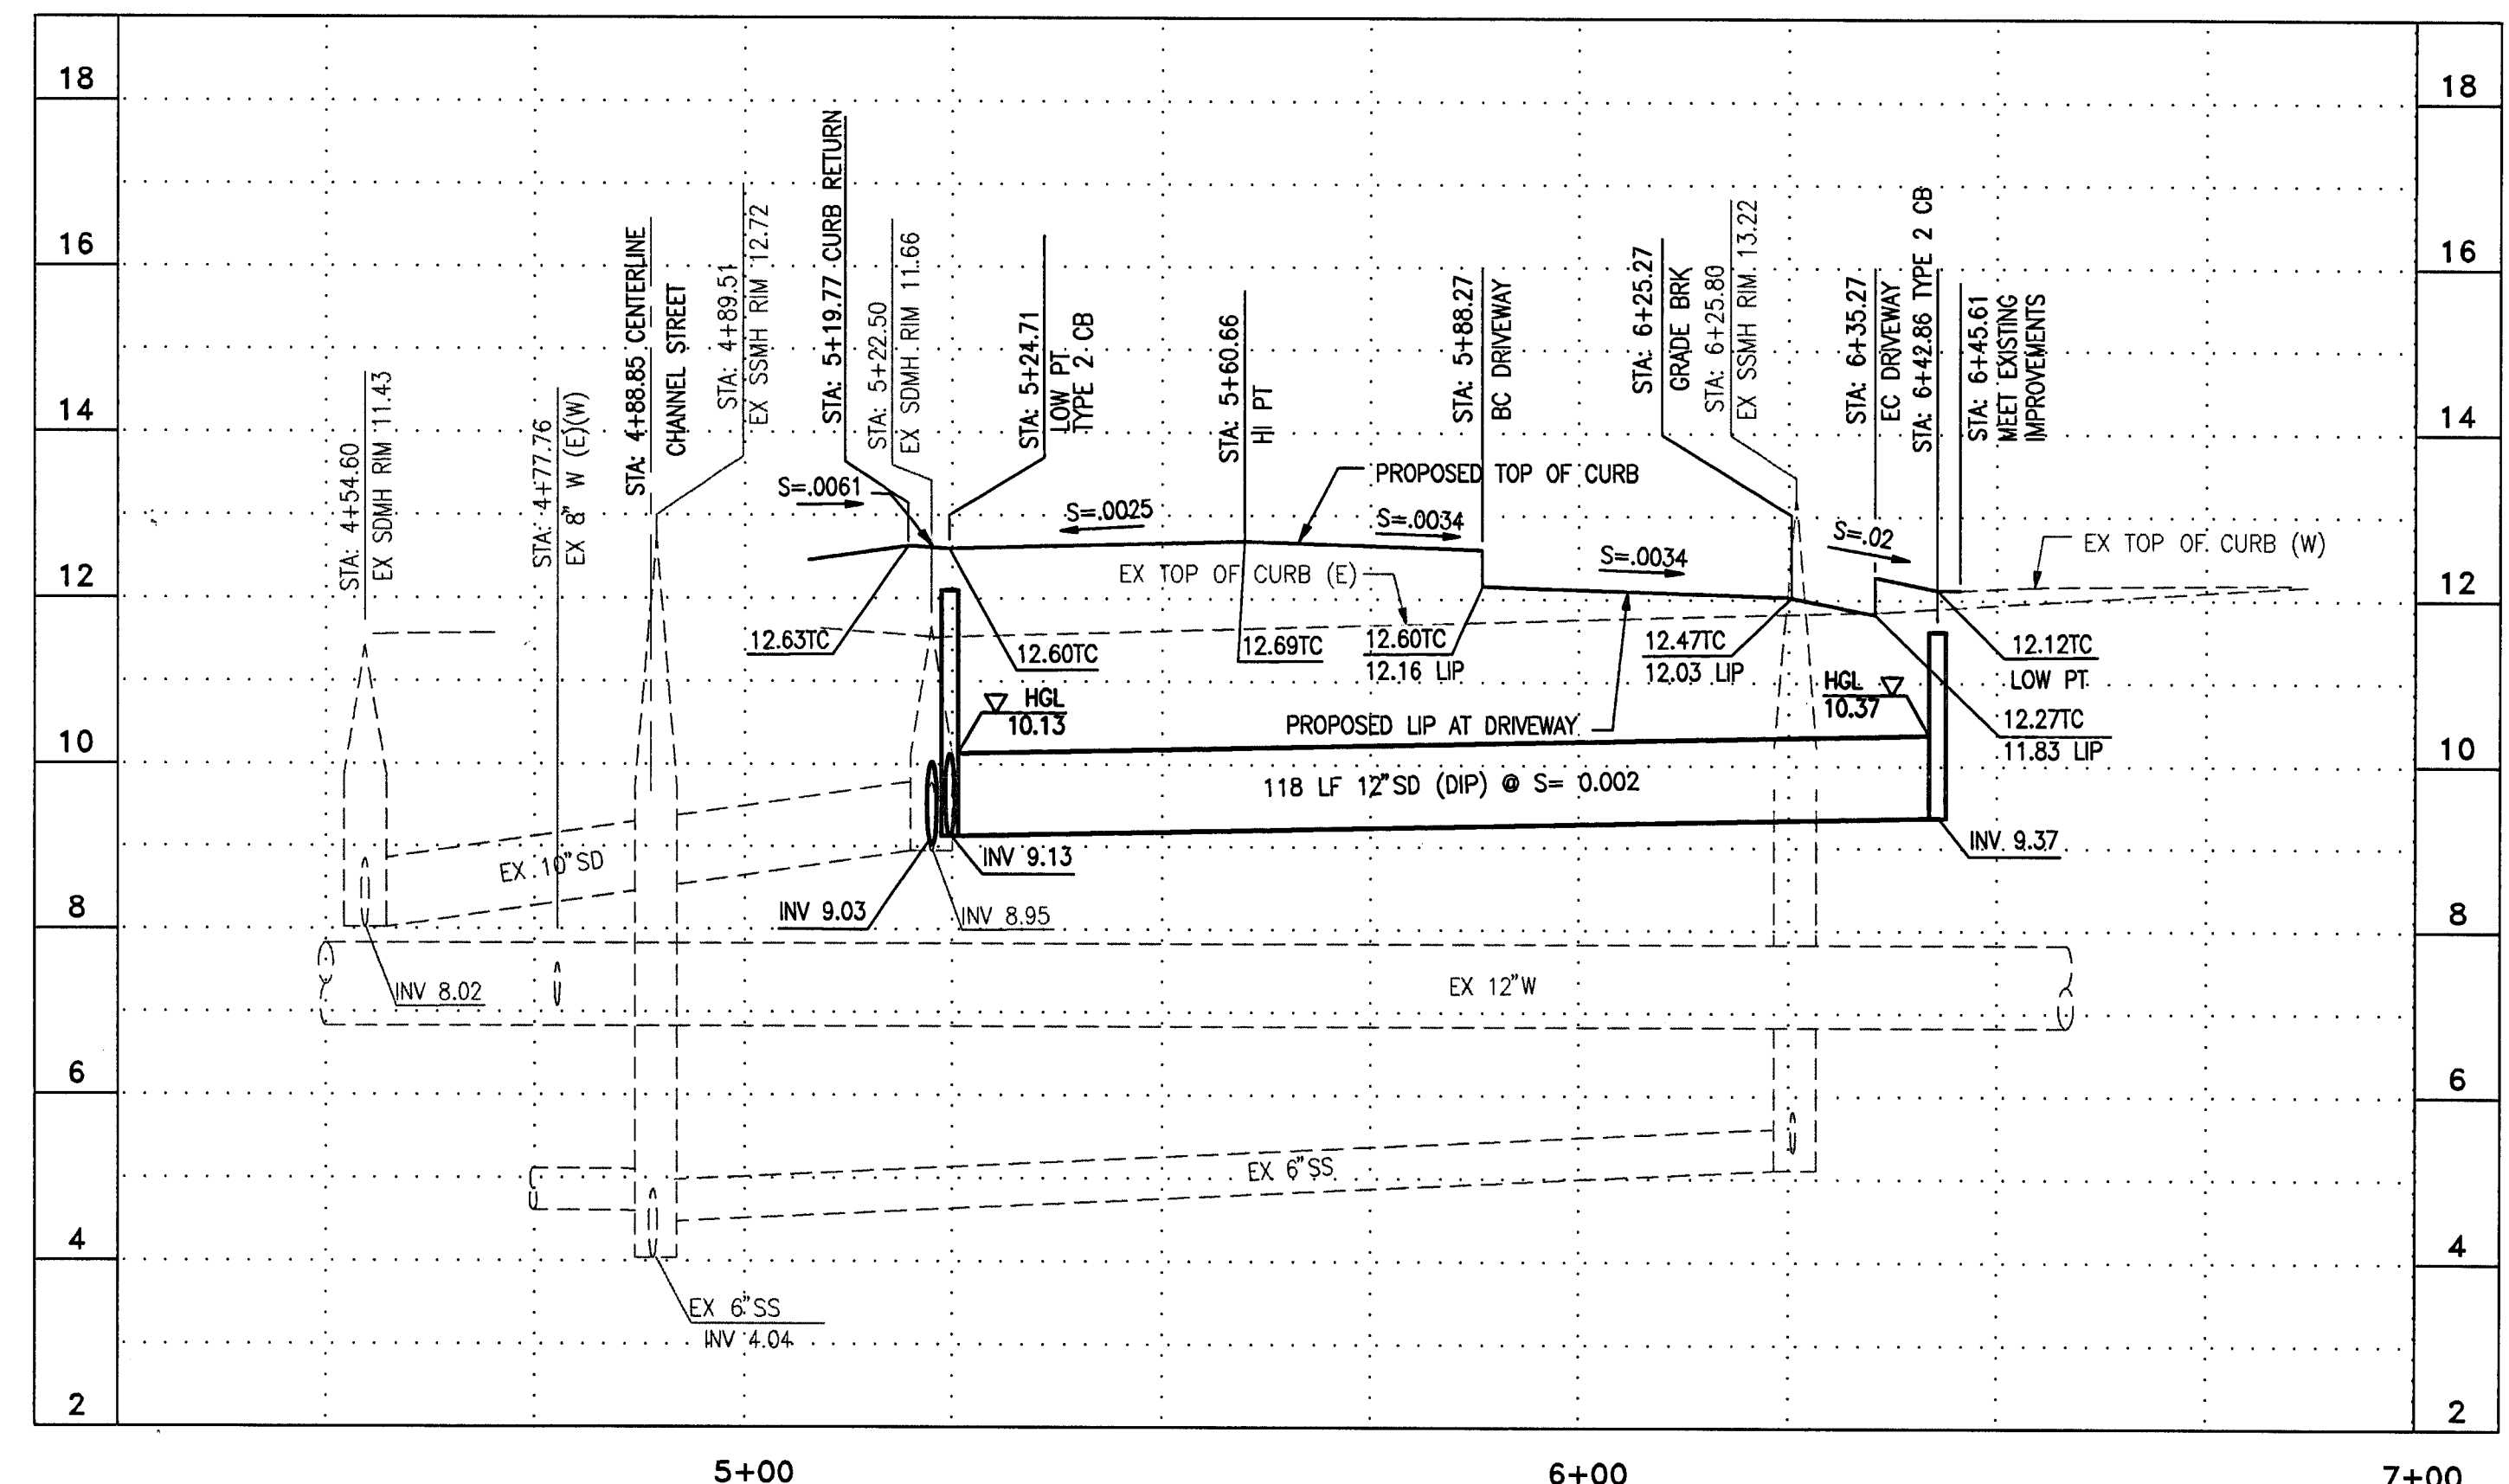 18
16
14
12
10
8
6
4
2
STA: 4+54.60
EX SDMH RIM 11.43
STA: 4+77.76
EX 8" W (E)(W)
STA: 4+88.85 CENTERLINE
CHANNEL STREET
STA: 4+89.51
EX SSMH RIM 12.72
STA: 5+19.77 CURB RETURN
STA: 5+22.50
EX SDMH RIM 11.66
STA: 5+24.71
LOW PT
TYPE 2 CB
STA: 5+60.66
HI PT
STA: 5+88.27
BC DRIVEWAY
STA: 6+25.27
GRADE BRK
STA: 6+25.80
EX SSMH RIM 13.22
STA: 6+35.27
EC DRIVEWAY
STA: 6+42.86 TYPE 2 CB
STA: 6+45.61
MEET EXISTING
IMPROVEMENTS
S=.0061
S=.0025
PROPOSED TOP OF CURB
S=.0034
S=.0034
S=.02
EX TOP OF CURB (W)
EX TOP OF CURB (E)
12.63TC
12.60TC
12.69TC
12.60TC
12.16 LIP
12.47TC
12.03 LIP
12.12TC
LOW PT
HGL
10.13
PROPOSED LIP AT DRIVEWAY
HGL
10.37
12.27TC
11.83 LIP
118 LF 12"SD (DIP) @ S= 0.002
EX 10"SD
INV 9.13
INV 9.37
INV 9.03
INV 8.95
INV 8.02
EX 12"W
EX 6"SS
EX 6"SS
INV 4.04
18
16
14
12
10
8
6
4
2
5+00
6+00
7+00